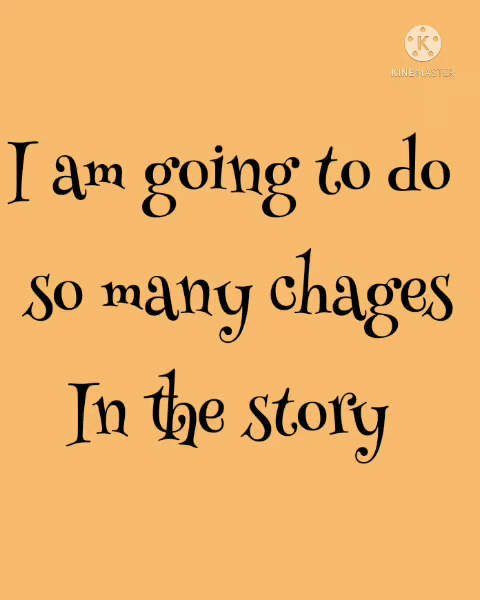 KINEMASTER
I am going to do
so many chages
In the story